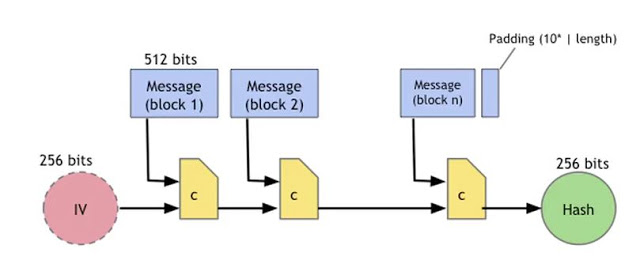 Padding (10* | length)
512 bits
Message
(block 1)
Message
(block 2)
Message
(block n)
256 bits
256 bits
IV
c
c
c
Hash